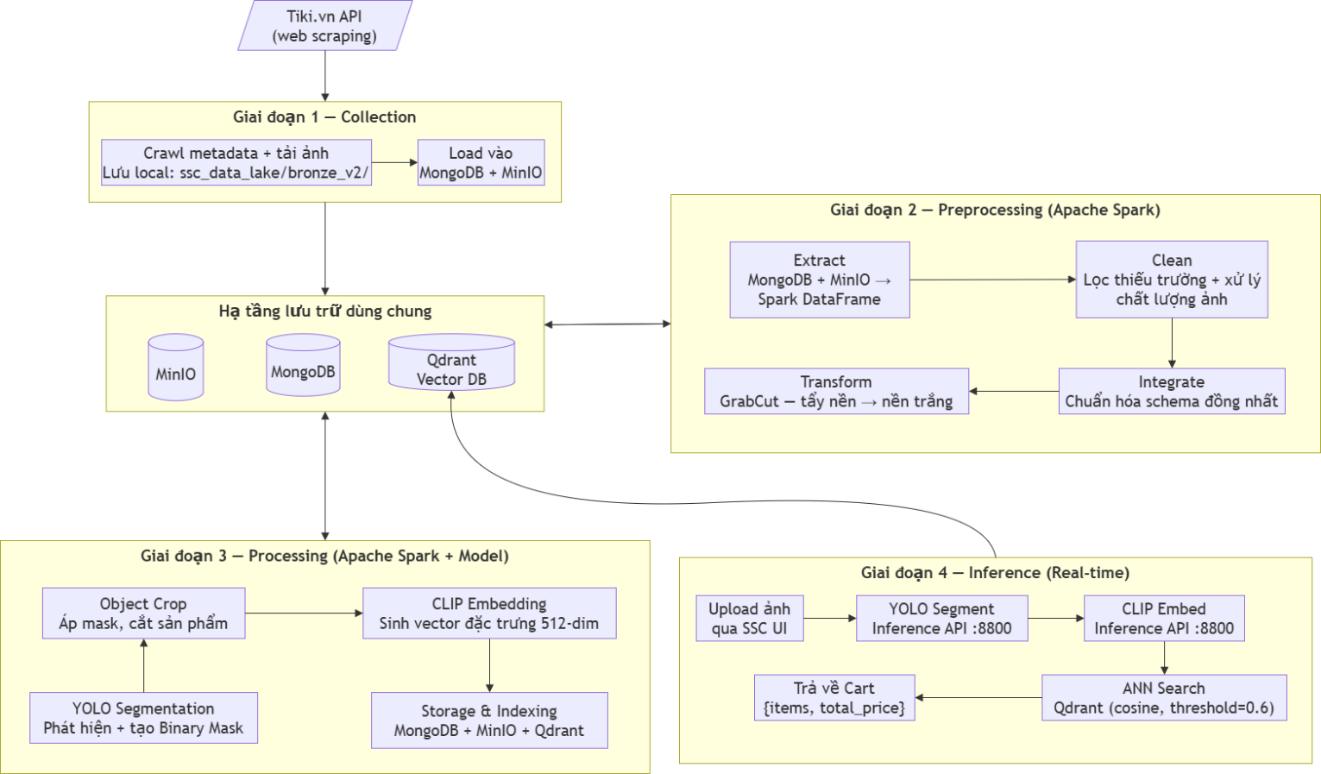 Tiki.vn API
(web scraping)
Giai đoạn 1 — Collection
Crawl metadata + tải ảnh
Lưu local: ssc_data_lake/bronze_v2/
Load vào
MongoDB + MinIO
Giai đoạn 2 — Preprocessing (Apache Spark)
Extract
MongoDB + MinIO →
Spark DataFrame
Clean
Lọc thiếu trường + xử lý
chất lượng ảnh
Integrate
Chuẩn hóa schema đồng nhất
Transform
GrabCut — tẩy nền → nền trắng
Hạ tầng lưu trữ dùng chung
MinIO
MongoDB
Qdrant
Vector DB
Giai đoạn 3 — Processing (Apache Spark + Model)
Object Crop
Áp mask, cắt sản phẩm
CLIP Embedding
Sinh vector đặc trưng 512-dim
YOLO Segmentation
Phát hiện + tạo Binary Mask
Storage & Indexing
MongoDB + MinIO + Qdrant
Giai đoạn 4 — Inference (Real-time)
Upload ảnh
qua SSC UI
YOLO Segment
Inference API :8800
CLIP Embed
Inference API :8800
ANN Search
Qdrant (cosine, threshold=0.6)
Trả về Cart
{items, total_price}